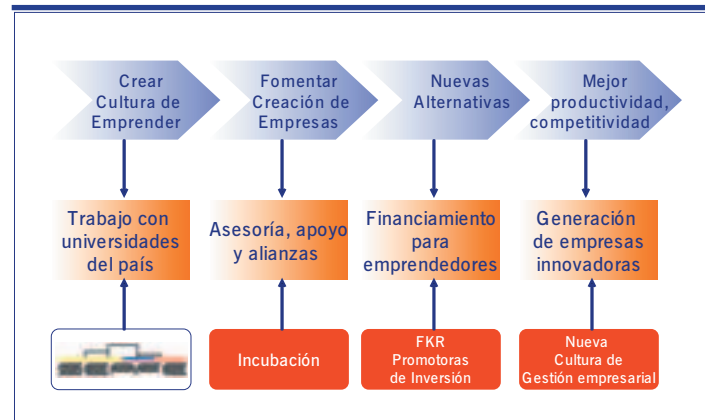 Crear
Cultura de
Emprender
Fomentar
Creación de
Empresas
Nuevas
Alternativas
Mejor
productividad,
competitividad
Trabajo con
universidades
del país
Asesoría, apoyo
y alianzas
Financiamiento
para
emprendedores
Generación
de empresas
innovadoras
Incubación
FKR
Promotoras
de Inversión
Nueva
Cultura de
Gestión empresarial